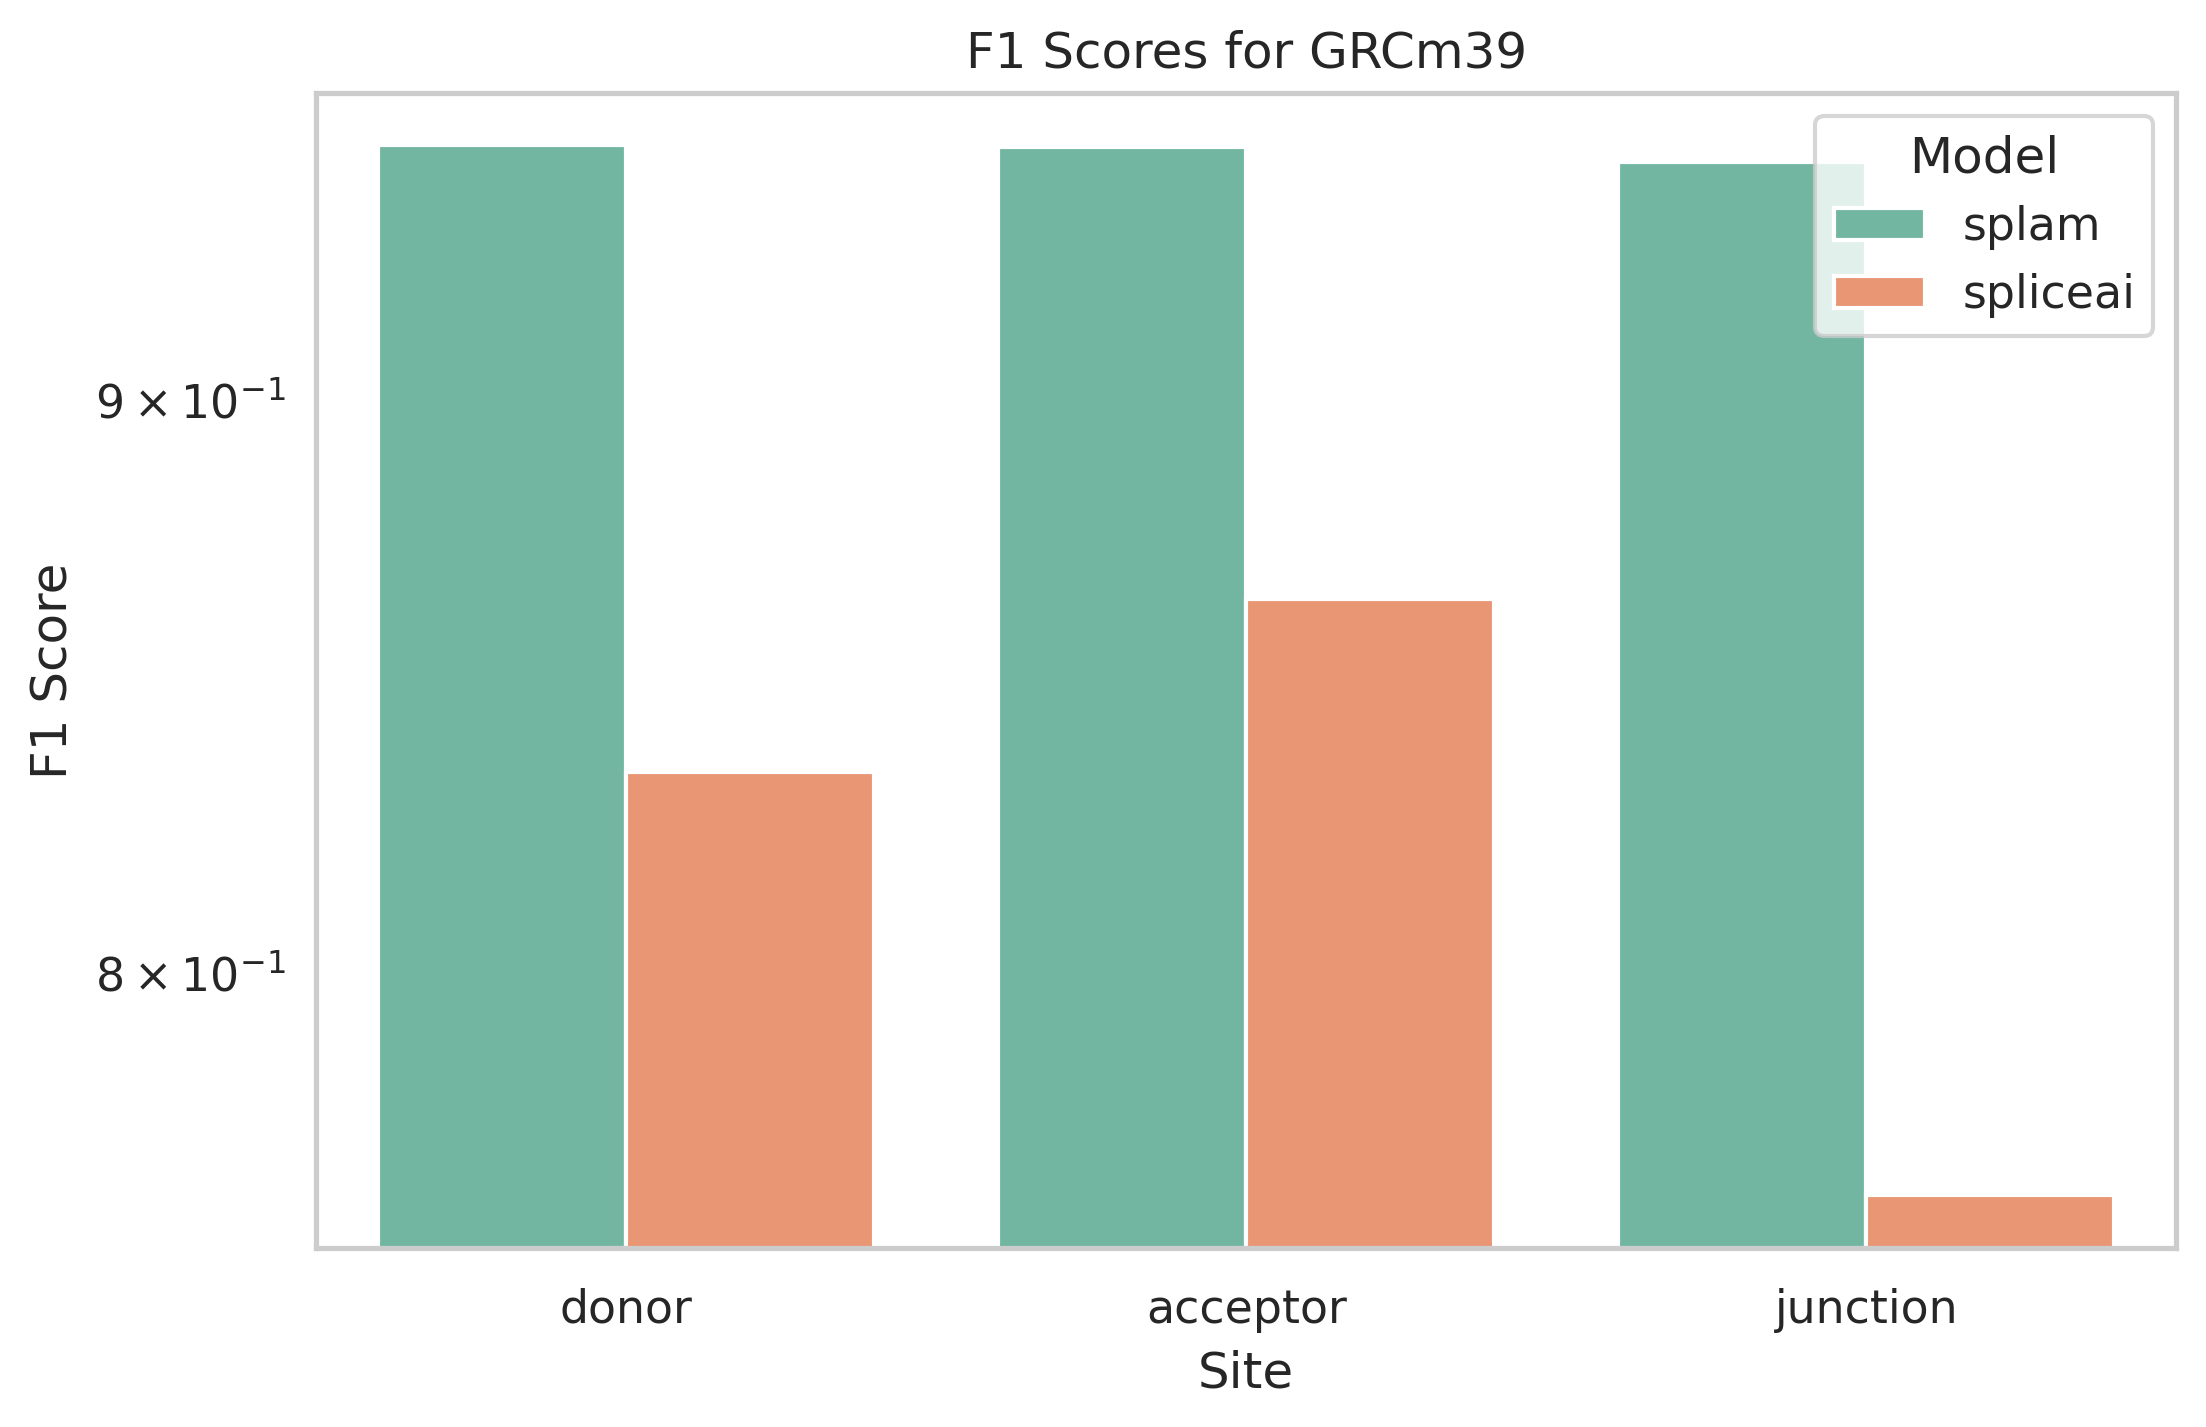 F1 Scores for GRCm39
Model
splam
spliceai
F1 Score
9 × 10⁻¹
8 × 10⁻¹
donor
acceptor
junction
Site